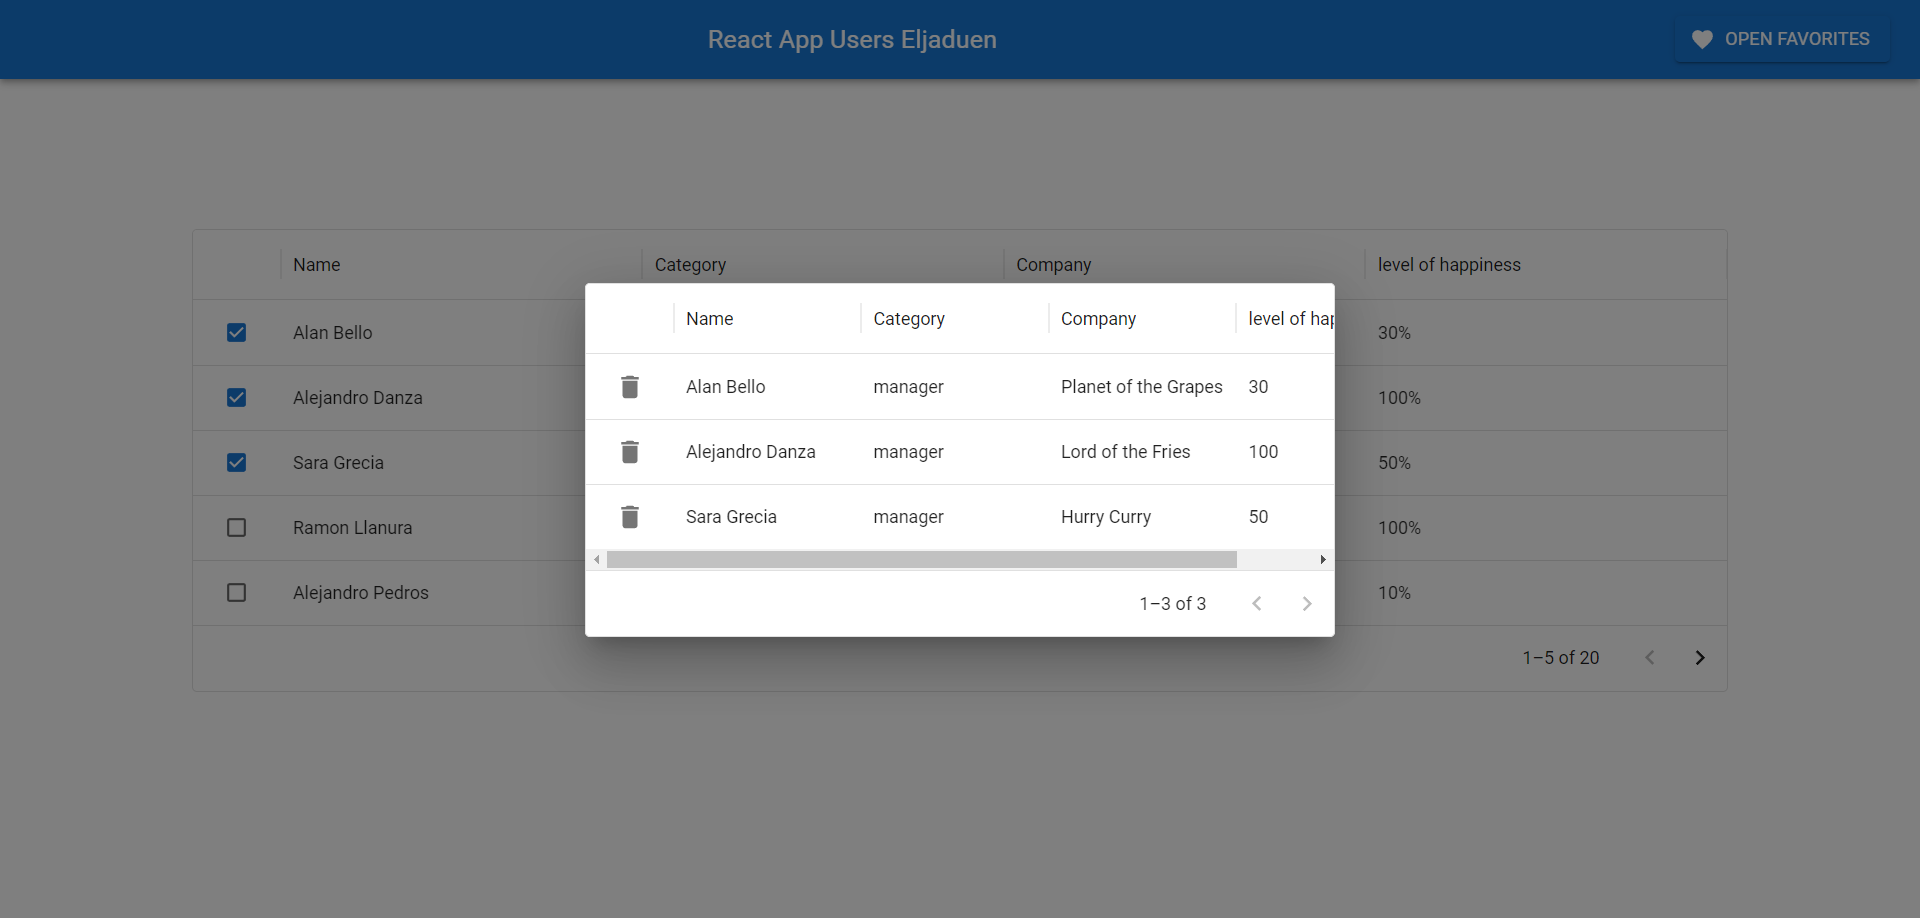 React App Users Eljaduen
OPEN FAVORITES
Name Category Company level of happiness
Alan Bello 30%
Alejandro Danza 100%
Sara Grecia 50%
Ramon Llanura 100%
Alejandro Pedros 10%
1–5 of 20
Name Category Company level of hap
Alan Bello manager Planet of the Grapes 30
Alejandro Danza manager Lord of the Fries 100
Sara Grecia manager Hurry Curry 50
1–3 of 3